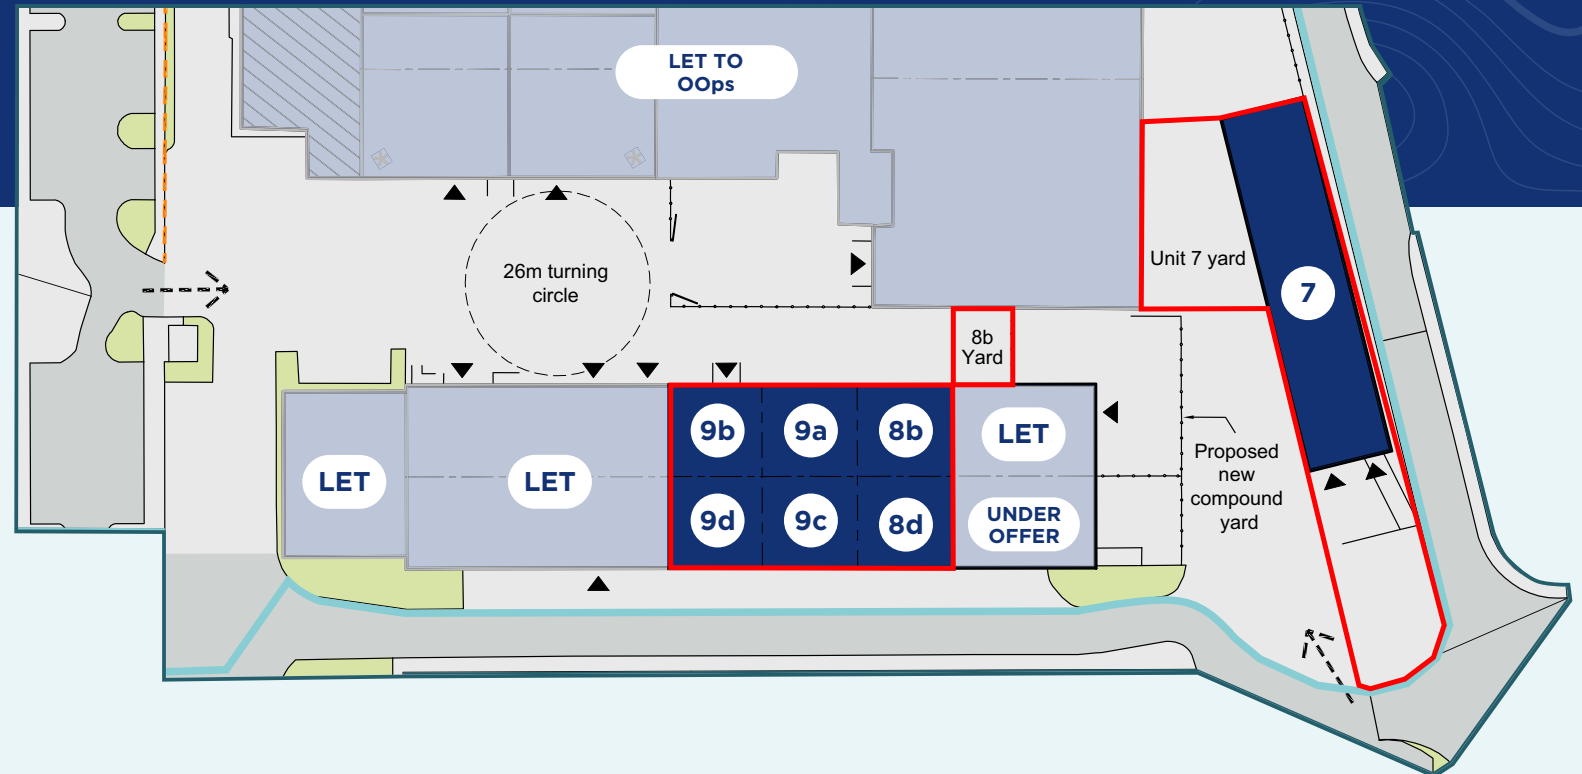 LET TO
OOps
Unit 7 yard
26m turning
circle
7
8b
Yard
9b
9a
8b
LET
LET
LET
Proposed
new
compound
yard
9d
9c
8d
UNDER
OFFER